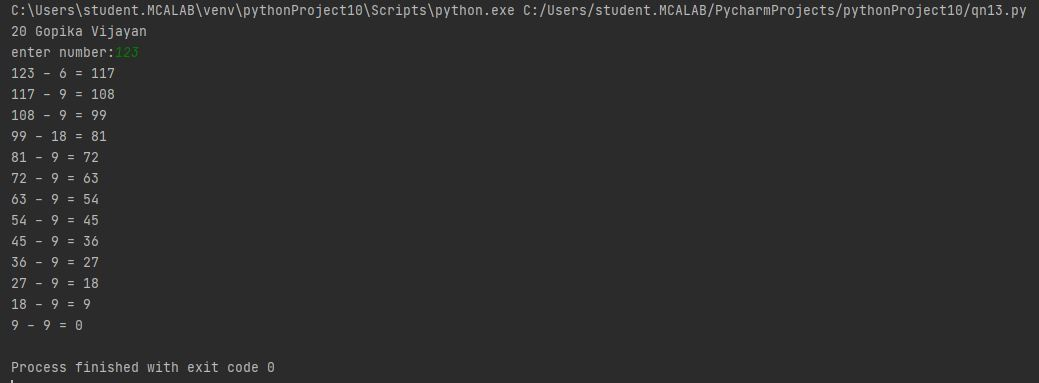 C:\Users\student.MCALAB\venv\pythonProject10\Scripts\python.exe C:/Users/student.MCALAB/PycharmProjects/pythonProject10/qn13.py
20 Gopika Vijayan
enter number:123
123 - 6 = 117
117 - 9 = 108
108 - 9 = 99
99 - 18 = 81
81 - 9 = 72
72 - 9 = 63
63 - 9 = 54
54 - 9 = 45
45 - 9 = 36
36 - 9 = 27
27 - 9 = 18
18 - 9 = 9
9 - 9 = 0
Process finished with exit code 0